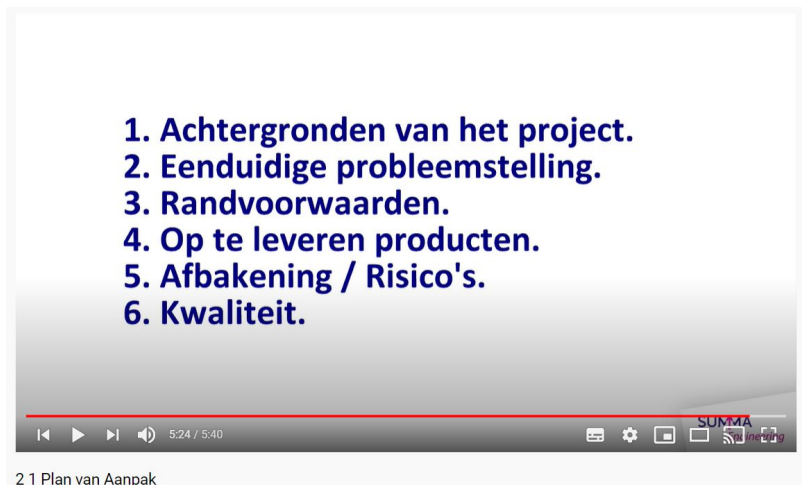 1. Achtergronden van het project.
2. Eenduidige probleemstelling.
3. Randvoorwaarden.
4. Op te leveren producten.
5. Afbakening / Risico's.
6. Kwaliteit.
SUMMA
Engineering
5:24 / 5:40
2 1 Plan van Aanpak